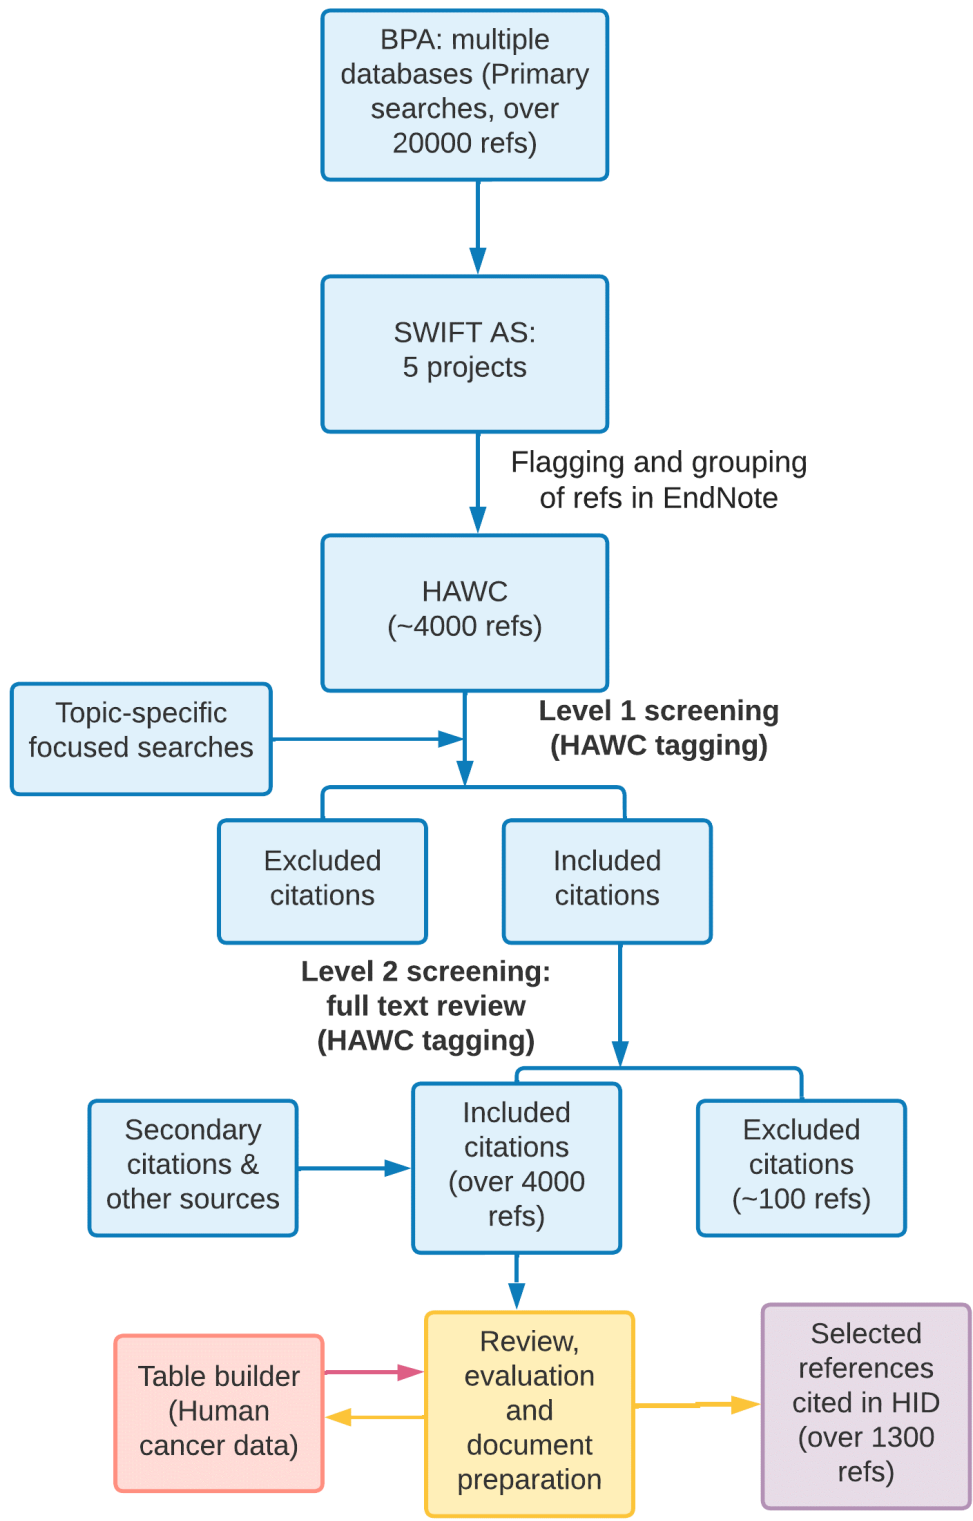 BPA: multiple
databases (Primary
searches, over
20000 refs)
SWIFT AS:
5 projects
Flagging and grouping
of refs in EndNote
HAWC
(~4000 refs)
Topic-specific
focused searches
Level 1 screening
(HAWC tagging)
Excluded
citations
Included
citations
Level 2 screening:
full text review
(HAWC tagging)
Secondary
citations &
other sources
Included
citations
(over 4000
refs)
Excluded
citations
(~100 refs)
Table builder
(Human
cancer data)
Review,
evaluation
and
document
preparation
Selected
references
cited in HID
(over 1300
refs)